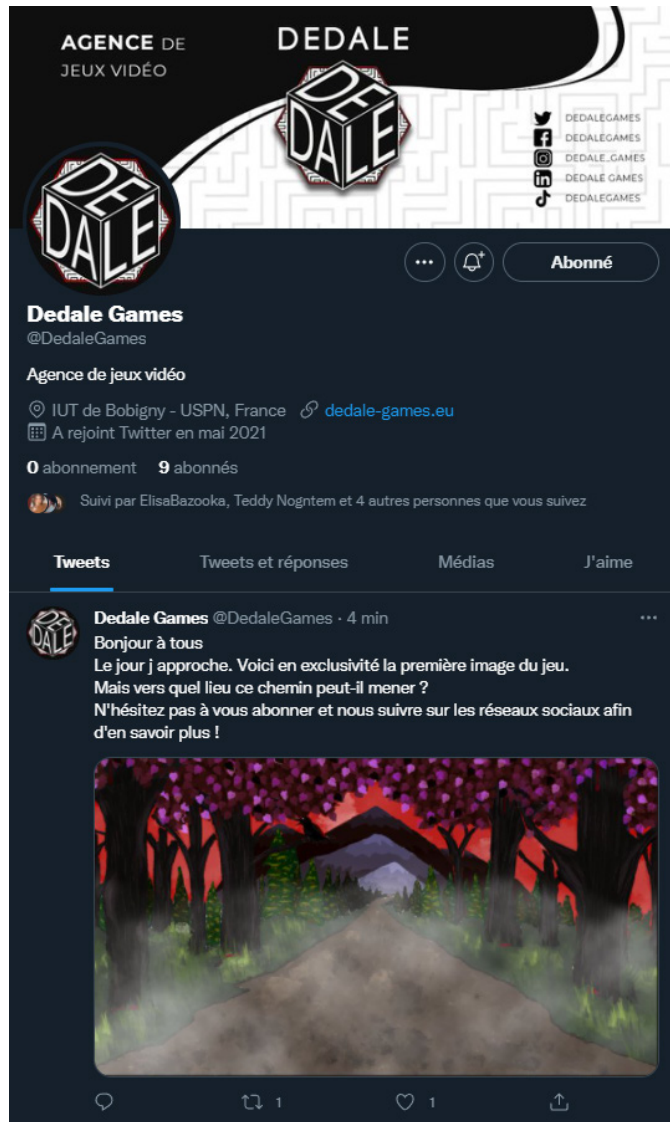 AGENCE DE
JEUX VIDÉO
DEDALE
DE
DALE
DEDALEGAMES
DEDALEGAMES
DEDALE_GAMES
DEDALE GAMES
DEDALEGAMES
DE
DALE
Abonné
Dedale Games
@DedaleGames
Agence de jeux vidéo
IUT de Bobigny - USPN, France dedale-games.eu
A rejoint Twitter en mai 2021
0 abonnement 9 abonnés
Suivi par ElisaBazooka, Teddy Nogntem et 4 autres personnes que vous suivez
Tweets Tweets et réponses Médias J'aime
DE
DALE
Dedale Games @DedaleGames · 4 min
Bonjour à tous
Le jour j approche. Voici en exclusivité la première image du jeu.
Mais vers quel lieu ce chemin peut-il mener ?
N'hésitez pas à vous abonner et nous suivre sur les réseaux sociaux afin
d'en savoir plus !
1 1